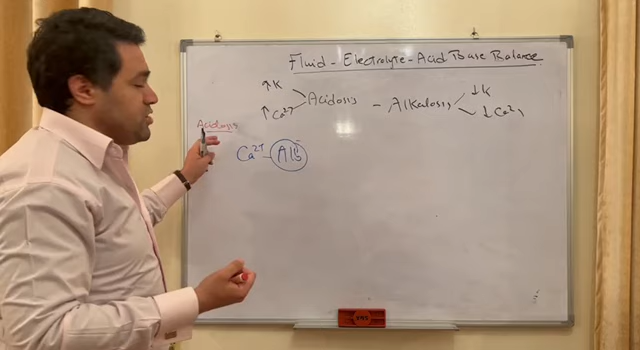 Fluid - Electrolyte - Acid Base Balance
↑K Acidosis - Alkalosis ↓K
↑Ca2+ ↓Ca2+
Acidosis
Ca2+ - Alb